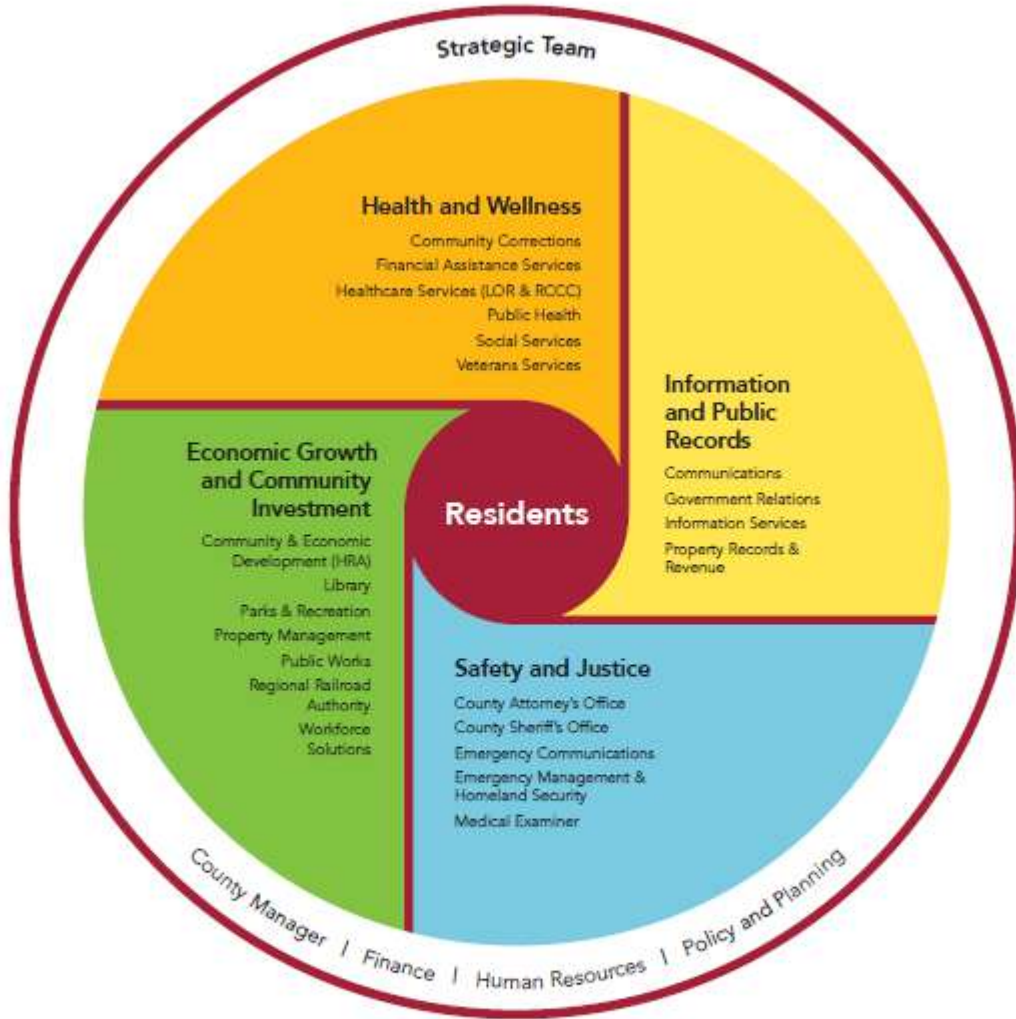 Strategic Team
Health and Wellness
Community Corrections
Financial Assistance Services
Healthcare Services (LOR & RCCC)
Public Health
Social Services
Veterans Services
Information
and Public
Records
Communications
Government Relations
Information Services
Property Records &
Revenue
Economic Growth
and Community
Investment
Community & Economic
Development (HRA)
Library
Parks & Recreation
Property Management
Public Works
Regional Railroad
Authority
Workforce
Solutions
Residents
Safety and Justice
County Attorney's Office
County Sheriff's Office
Emergency Communications
Emergency Management &
Homeland Security
Medical Examiner
County Manager | Finance | Human Resources | Policy and Planning